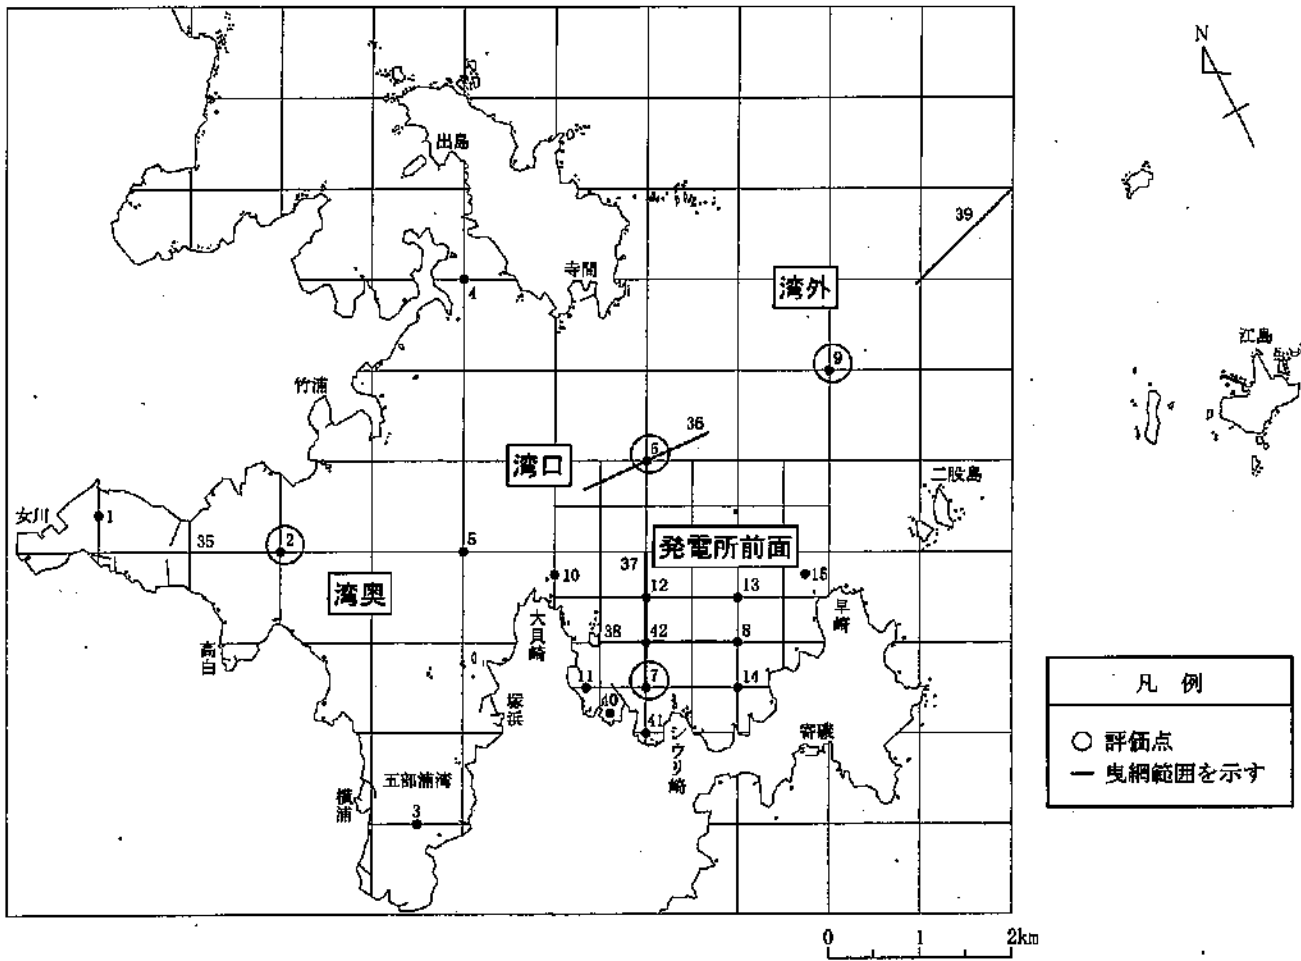 N
出島
39
寺間
湾外
4
江島
9
竹浦
36
湾口
6
二股島
女川
1
35
2
5
発電所前面
37
湾奥
10
12
13
15
大貝崎
早崎
38
42
8
高白
11
7
14
40
塚浜
41
シウリ崎
寄磯
五部浦湾
横浦
3
凡 例
評価点
曳網範囲を示す
0 1 2km